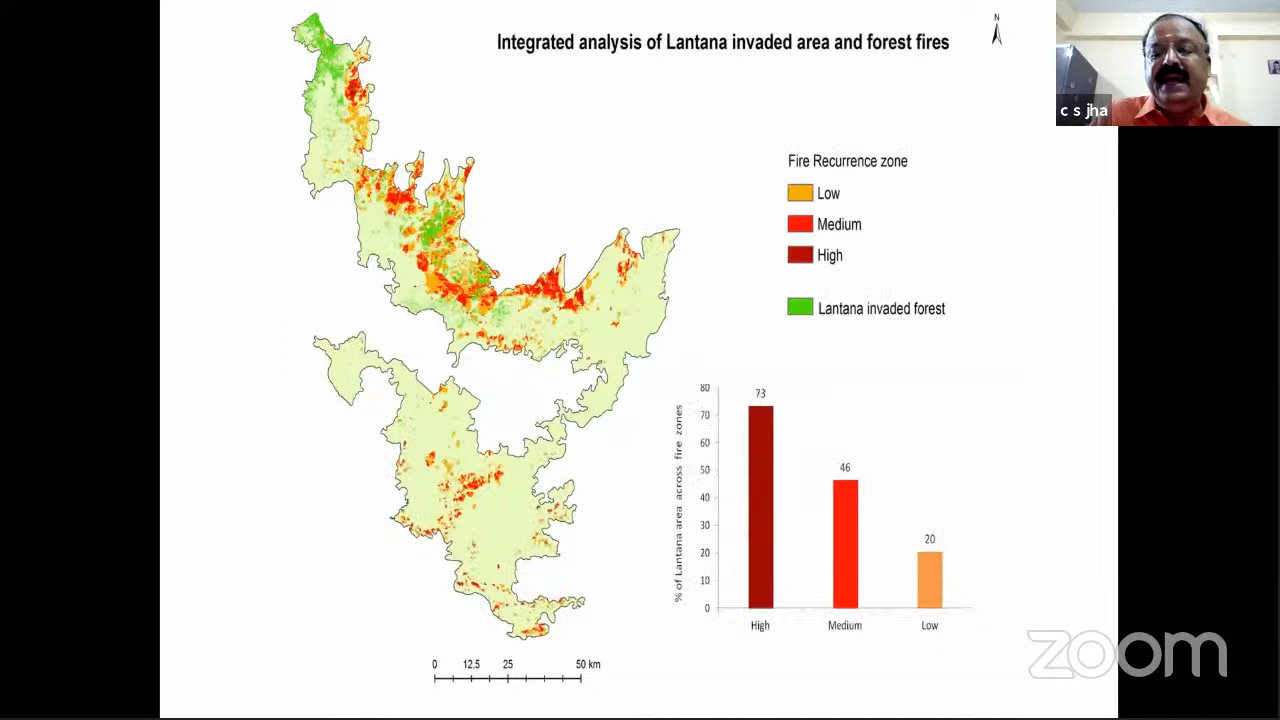 Integrated analysis of Lantana invaded area and forest fires
N
c s jha
Fire Recurrence zone
Low
Medium
High
Lantana invaded forest
% of Lantana area across fire zones
80
70
60
50
40
30
20
10
0
73
46
20
High Medium Low
0 12.5 25 50 km
zoom